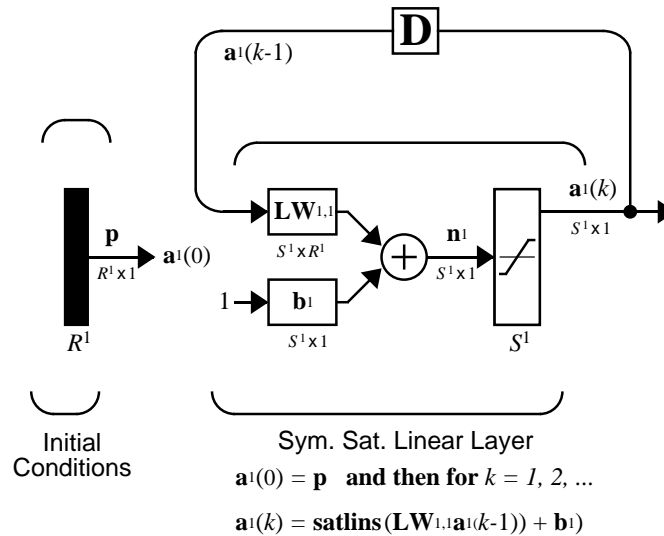 D
a1(k-1)
a1(k)
p
a1(0)
LW1,1
n1
R1 x 1
S1 x R1
S1 x 1
S1 x 1
1
b1
S1 x 1
R1
S1
Initial
Conditions
Sym. Sat. Linear Layer
a1(0) = p and then for k = 1, 2, ...
a1(k) = satlins(LW1,1a1(k-1)) + b1)